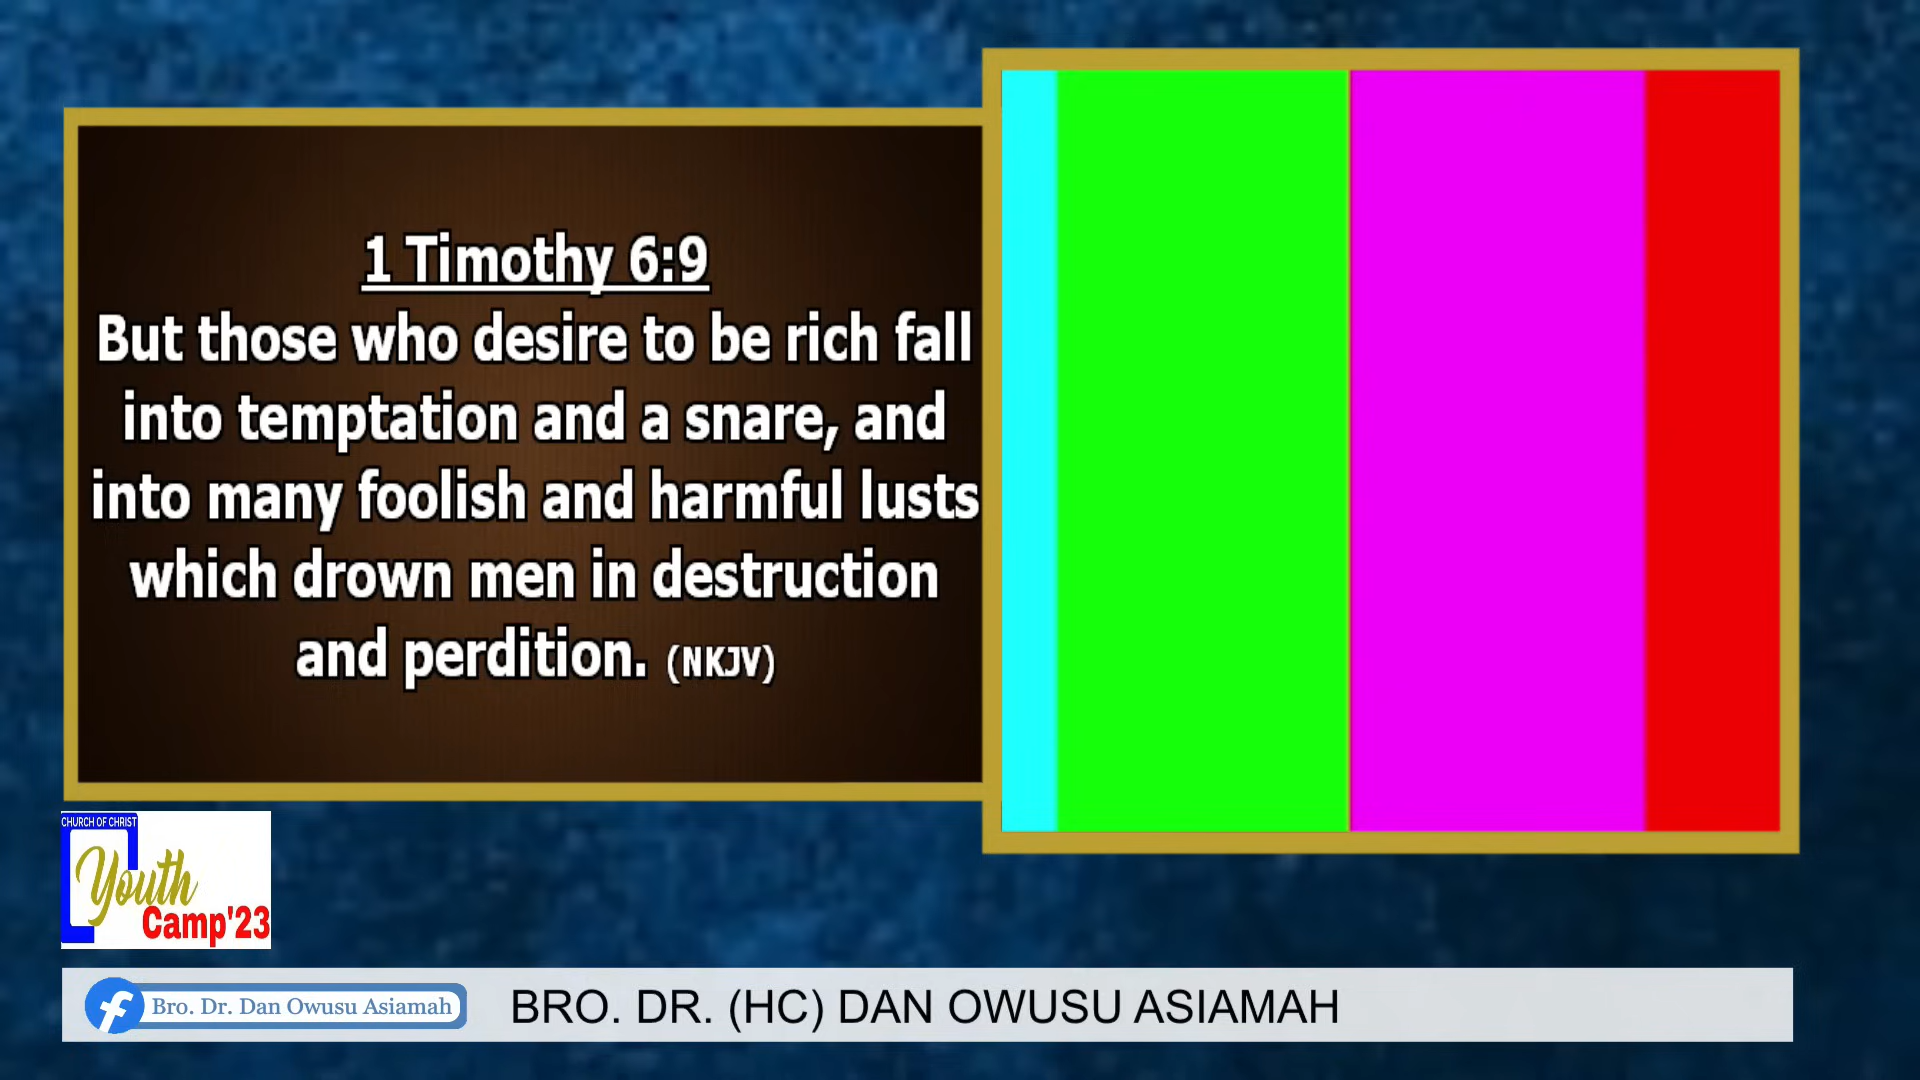 1 Timothy 6:9
But those who desire to be rich fall
into temptation and a snare, and
into many foolish and harmful lusts
which drown men in destruction
and perdition. (NKJV)
CHURCH OF CHRIST
Youth
Camp'23
Bro. Dr. Dan Owusu Asiamah
BRO. DR. (HC) DAN OWUSU ASIAMAH